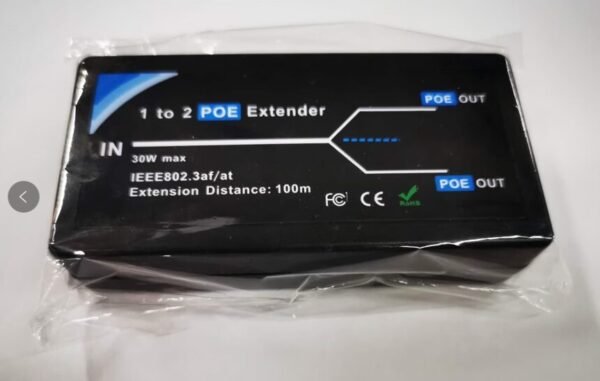 1 to 2 POE Extender
POE OUT
IN
30W max
IEEE802.3af/at
Extension Distance: 100m
POE OUT
FC
CE
RoHS